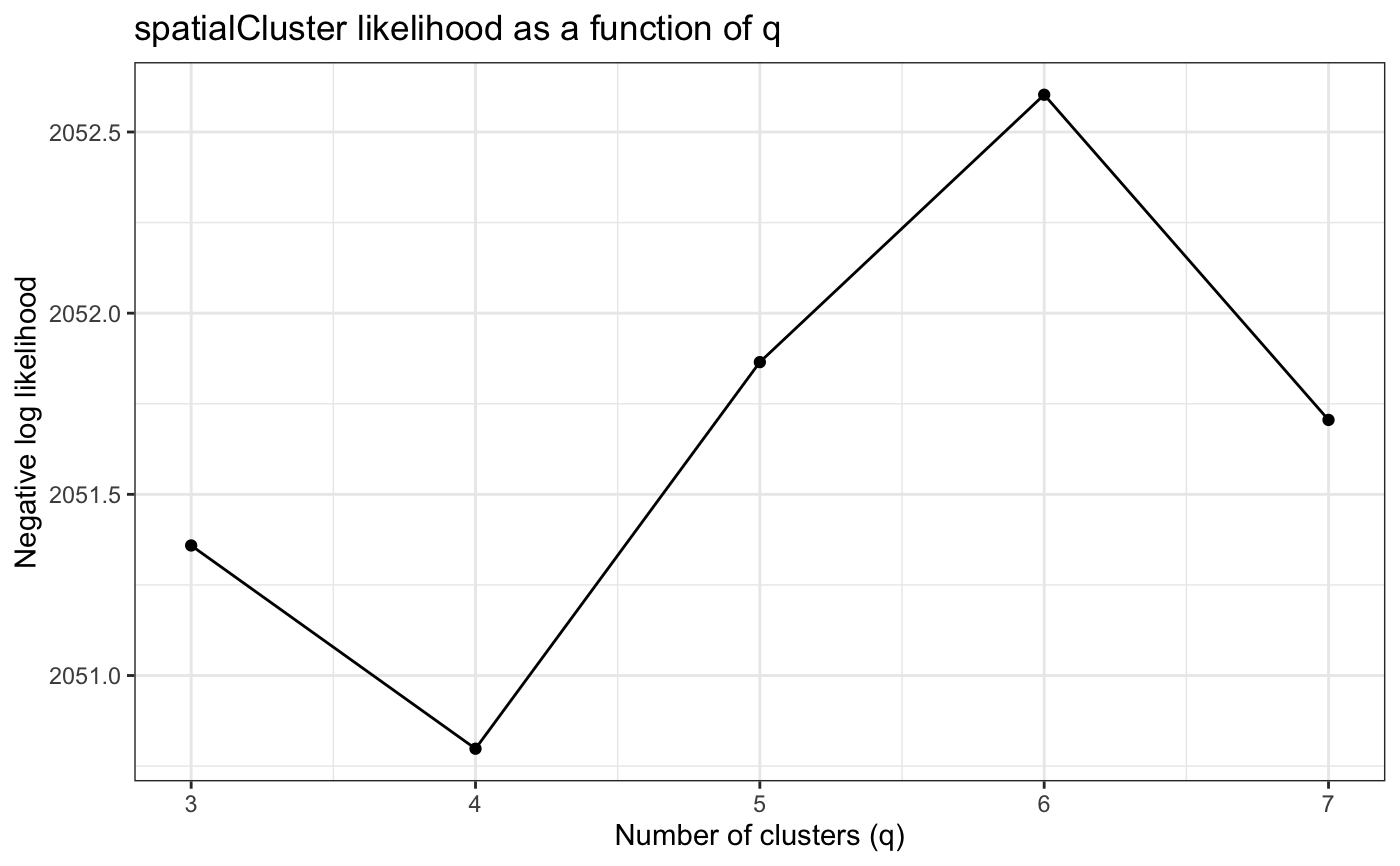 spatialCluster likelihood as a function of q
Negative log likelihood
2052.5
2052.0
2051.5
2051.0
3 4 5 6 7
Number of clusters (q)